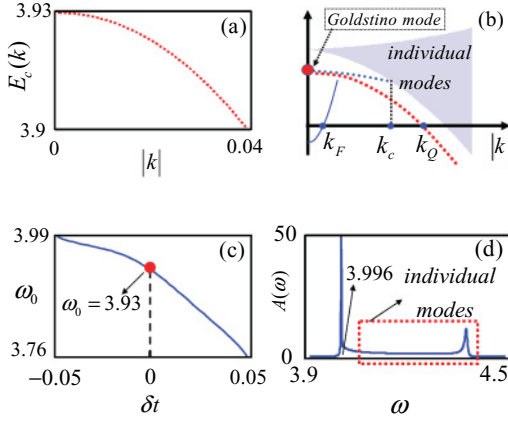 3.93
(a)
E_c(k)
3.9
0
0.04
|k|
Goldstino mode
(b)
individual
modes
k_F
k_c
k_Q
|k
3.99
(c)
ω_0
ω_0 = 3.93
3.76
−0.05
0
0.05
δt
50
(d)
A(ω)
3.996
individual
modes
0
3.9
4.5
ω